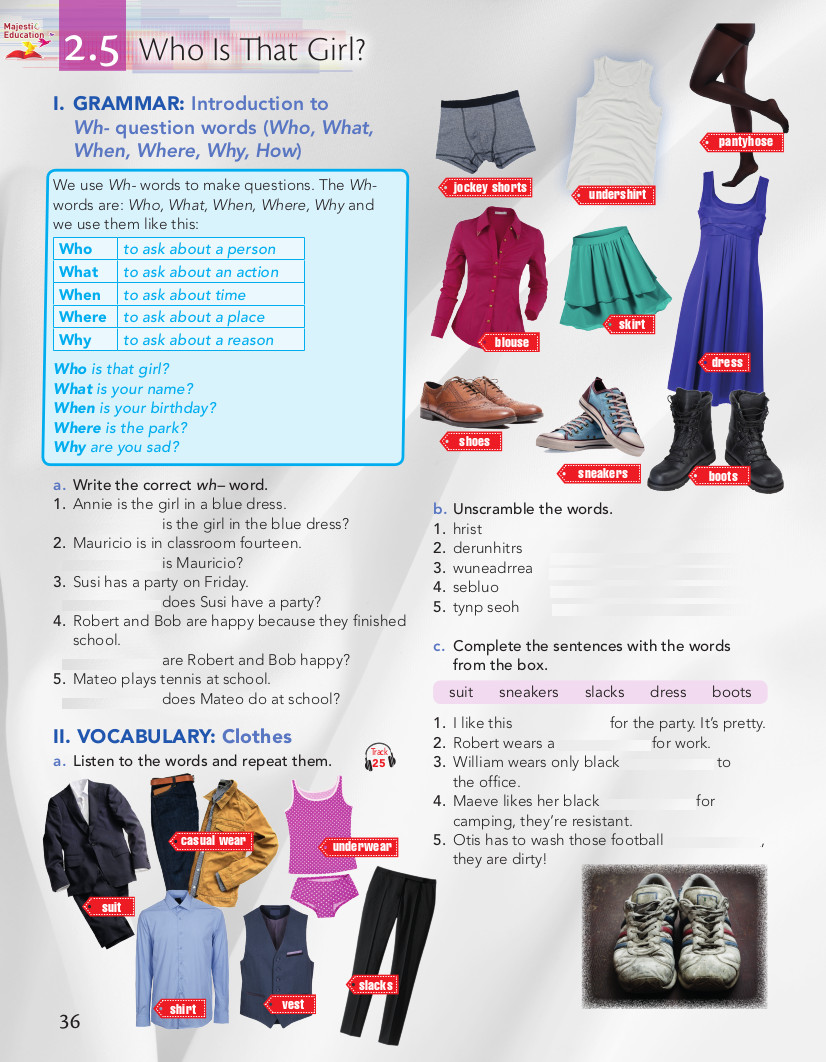 Majestic
Education ™
2.5 Who Is That Girl?
I. GRAMMAR: Introduction to
Wh- question words (Who, What,
When, Where, Why, How)
We use Wh- words to make questions. The Wh-
words are: Who, What, When, Where, Why and
we use them like this:
Who to ask about a person
What to ask about an action
When to ask about time
Where to ask about a place
Why to ask about a reason
Who is that girl?
What is your name?
When is your birthday?
Where is the park?
Why are you sad?
a. Write the correct wh– word.
1. Annie is the girl in a blue dress.
is the girl in the blue dress?
2. Mauricio is in classroom fourteen.
is Mauricio?
3. Susi has a party on Friday.
does Susi have a party?
4. Robert and Bob are happy because they finished
school.
are Robert and Bob happy?
5. Mateo plays tennis at school.
does Mateo do at school?
II. VOCABULARY: Clothes
a. Listen to the words and repeat them.
Track
25
casual wear
underwear
suit
shirt
vest
slacks
36
pantyhose
jockey shorts
undershirt
blouse
skirt
dress
shoes
sneakers
boots
b. Unscramble the words.
1. hrist
2. derunhitrs
3. wuneadrrea
4. sebluo
5. tynp seoh
c. Complete the sentences with the words
from the box.
suit sneakers slacks dress boots
1. I like this for the party. It’s pretty.
2. Robert wears a for work.
3. William wears only black to
the office.
4. Maeve likes her black for
camping, they’re resistant.
5. Otis has to wash those football ,
they are dirty!